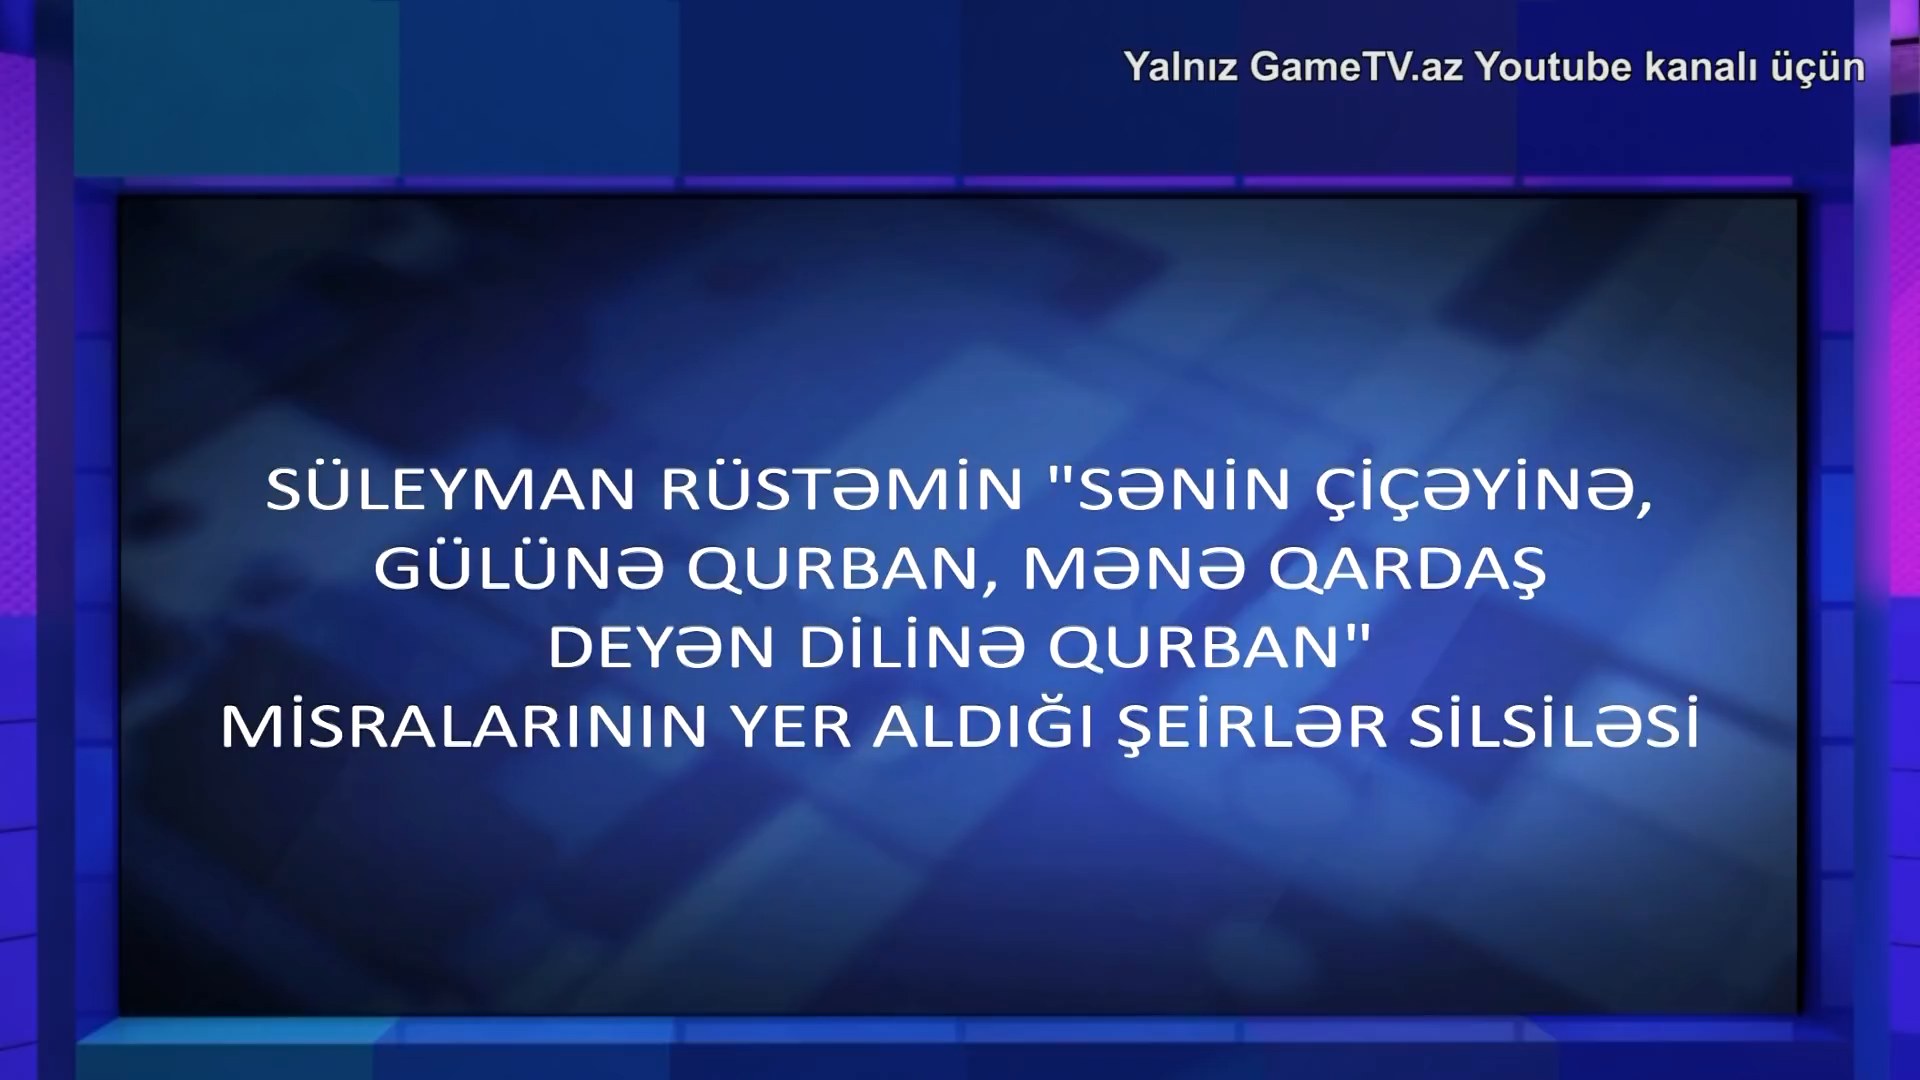 Yalnız GameTV.az Youtube kanalı üçün
SÜLEYMAN RÜSTƏMİN "SƏNİN ÇİÇƏYİNƏ,
GÜLÜNƏ QURBAN, MƏNƏ QARDAŞ
DEYƏN DİLİNƏ QURBAN"
MİSRALARININ YER ALDIĞI ŞEİRLƏR SİLSİLƏSİ